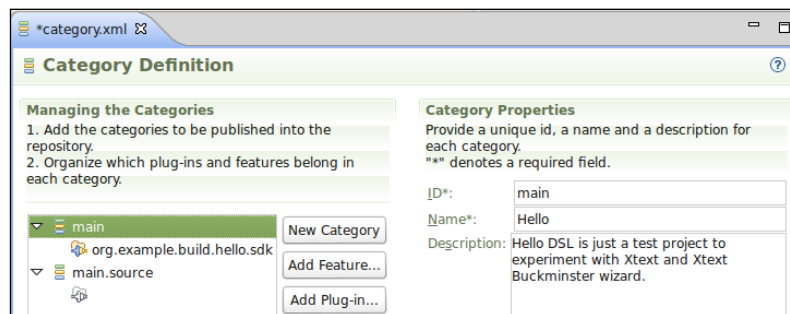 *category.xml
Category Definition
Managing the Categories
1. Add the categories to be published into the
repository.
2. Organize which plug-ins and features belong in
each category.
main
org.example.build.hello.sdk
main.source
New Category
Add Feature...
Add Plug-in...
Category Properties
Provide a unique id, a name and a description for
each category.
"*" denotes a required field.
ID*: main
Name*: Hello
Description: Hello DSL is just a test project to
experiment with Xtext and Xtext
Buckminster wizard.